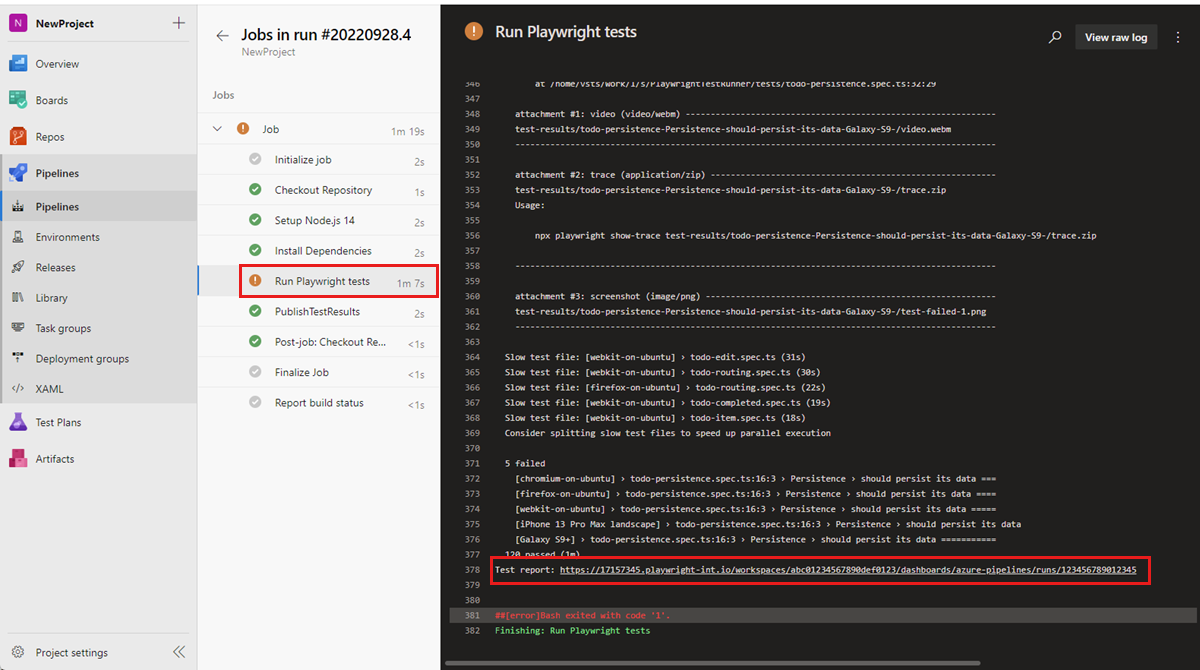 N NewProject
Overview
Boards
Repos
Pipelines
Pipelines
Environments
Releases
Library
Task groups
Deployment groups
XAML
Test Plans
Artifacts
Project settings
Jobs in run #20220928.4
NewProject
Jobs
Job 1m 19s
Initialize job 2s
Checkout Repository 1s
Setup Node.js 14 2s
Install Dependencies 2s
Run Playwright tests 1m 7s
PublishTestResults 2s
Post-job: Checkout Re... <1s
Finalize Job <1s
Report build status <1s
Run Playwright tests
View raw log
346 at /home/vsts/work/1/s/PlaywrightTestRunner/tests/todo-persistence.spec.ts:32:29
347
348 attachment #1: video (video/webm) --------------------------------------------------------------
349 test-results/todo-persistence-Persistence-should-persist-its-data-Galaxy-S9-/video.webm
350 ------------------------------------------------------------------------------------------------
351
352 attachment #2: trace (application/zip) ---------------------------------------------------------
353 test-results/todo-persistence-Persistence-should-persist-its-data-Galaxy-S9-/trace.zip
354 Usage:
355
356 npx playwright show-trace test-results/todo-persistence-Persistence-should-persist-its-data-Galaxy-S9-/trace.zip
357
358 ------------------------------------------------------------------------------------------------
359
360 attachment #3: screenshot (image/png) ----------------------------------------------------------
361 test-results/todo-persistence-Persistence-should-persist-its-data-Galaxy-S9-/test-failed-1.png
362 ------------------------------------------------------------------------------------------------
363
364 Slow test file: [webkit-on-ubuntu] › todo-edit.spec.ts (31s)
365 Slow test file: [webkit-on-ubuntu] › todo-routing.spec.ts (30s)
366 Slow test file: [firefox-on-ubuntu] › todo-routing.spec.ts (22s)
367 Slow test file: [webkit-on-ubuntu] › todo-completed.spec.ts (19s)
368 Slow test file: [webkit-on-ubuntu] › todo-item.spec.ts (18s)
369 Consider splitting slow test files to speed up parallel execution
370
371 5 failed
372 [chromium-on-ubuntu] › todo-persistence.spec.ts:16:3 › Persistence › should persist its data ===
373 [firefox-on-ubuntu] › todo-persistence.spec.ts:16:3 › Persistence › should persist its data ====
374 [webkit-on-ubuntu] › todo-persistence.spec.ts:16:3 › Persistence › should persist its data =====
375 [iPhone 13 Pro Max landscape] › todo-persistence.spec.ts:16:3 › Persistence › should persist its data
376 [Galaxy S9+] › todo-persistence.spec.ts:16:3 › Persistence › should persist its data ===========
377 120 passed (1m)
378 Test report: https://17157345.playwright-int.io/workspaces/abc01234567890def0123/dashboards/azure-pipelines/runs/123456789012345
379
380
381 ##[error]Bash exited with code '1'.
382 Finishing: Run Playwright tests